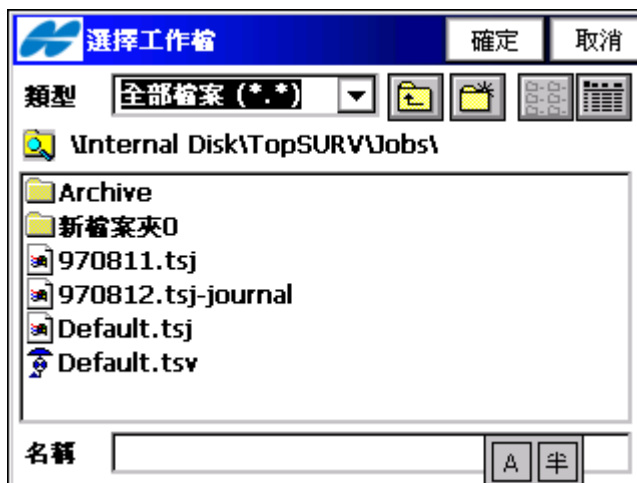 選擇工作檔 確定 取消
類型 全部檔案 (*.*)
\Internal Disk\TopSURV\Jobs\
Archive
新檔案夾0
970811.tsj
970812.tsj-journal
Default.tsj
Default.tsv
名稱
A 半